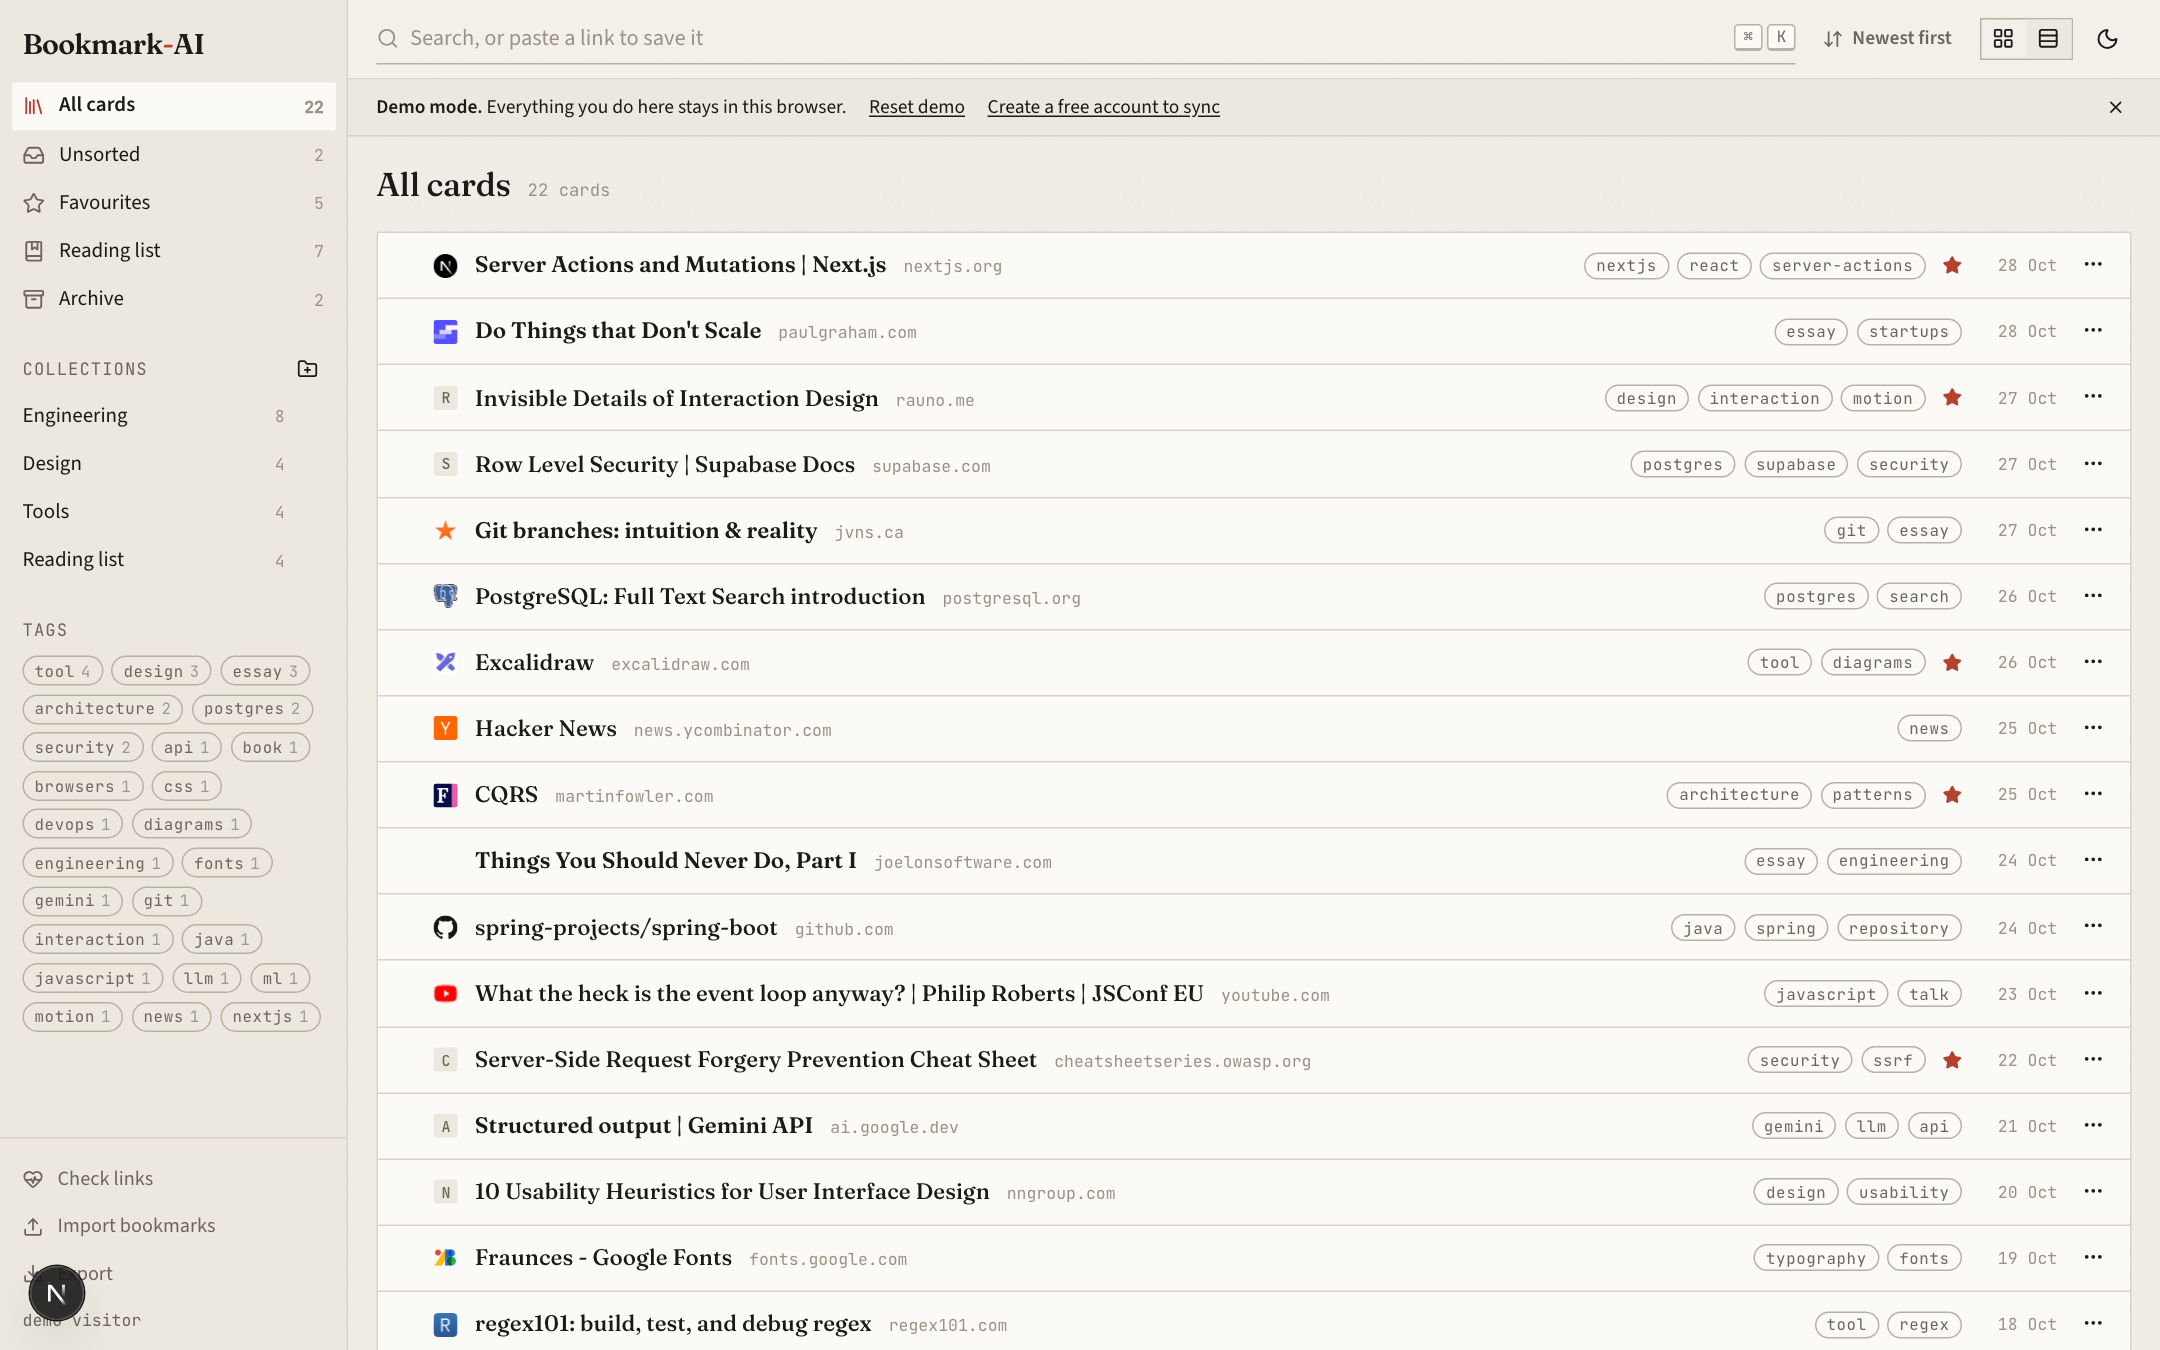 Bookmark-AI
All cards 22
Unsorted 2
Favourites 5
Reading list 7
Archive 2
COLLECTIONS
Engineering 8
Design 4
Tools 4
Reading list 4
TAGS
tool 4 design 3 essay 3
architecture 2 postgres 2
security 2 api 1 book 1
browsers 1 css 1
devops 1 diagrams 1
engineering 1 fonts 1
gemini 1 git 1
interaction 1 java 1
javascript 1 llm 1 ml 1
motion 1 news 1 nextjs 1
Check links
Import bookmarks
N
visitor
Search, or paste a link to save it ⌘ K Newest first
Demo mode. Everything you do here stays in this browser. Reset demo Create a free account to sync
All cards 22 cards
N Server Actions and Mutations | Next.js nextjs.org nextjs react server-actions 28 Oct
Do Things that Don't Scale paulgraham.com essay startups 28 Oct
R Invisible Details of Interaction Design rauno.me design interaction motion 27 Oct
S Row Level Security | Supabase Docs supabase.com postgres supabase security 27 Oct
Git branches: intuition & reality jvns.ca git essay 27 Oct
PostgreSQL: Full Text Search introduction postgresql.org postgres search 26 Oct
Excalidraw excalidraw.com tool diagrams 26 Oct
Y Hacker News news.ycombinator.com news 25 Oct
F CQRS martinfowler.com architecture patterns 25 Oct
Things You Should Never Do, Part I joelonsoftware.com essay engineering 24 Oct
spring-projects/spring-boot github.com java spring repository 24 Oct
What the heck is the event loop anyway? | Philip Roberts | JSConf EU youtube.com javascript talk 23 Oct
C Server-Side Request Forgery Prevention Cheat Sheet cheatsheetseries.owasp.org security ssrf 22 Oct
A Structured output | Gemini API ai.google.dev gemini llm api 21 Oct
N 10 Usability Heuristics for User Interface Design nngroup.com design usability 20 Oct
Fraunces - Google Fonts fonts.google.com typography fonts 19 Oct
R regex101: build, test, and debug regex regex101.com tool regex 18 Oct